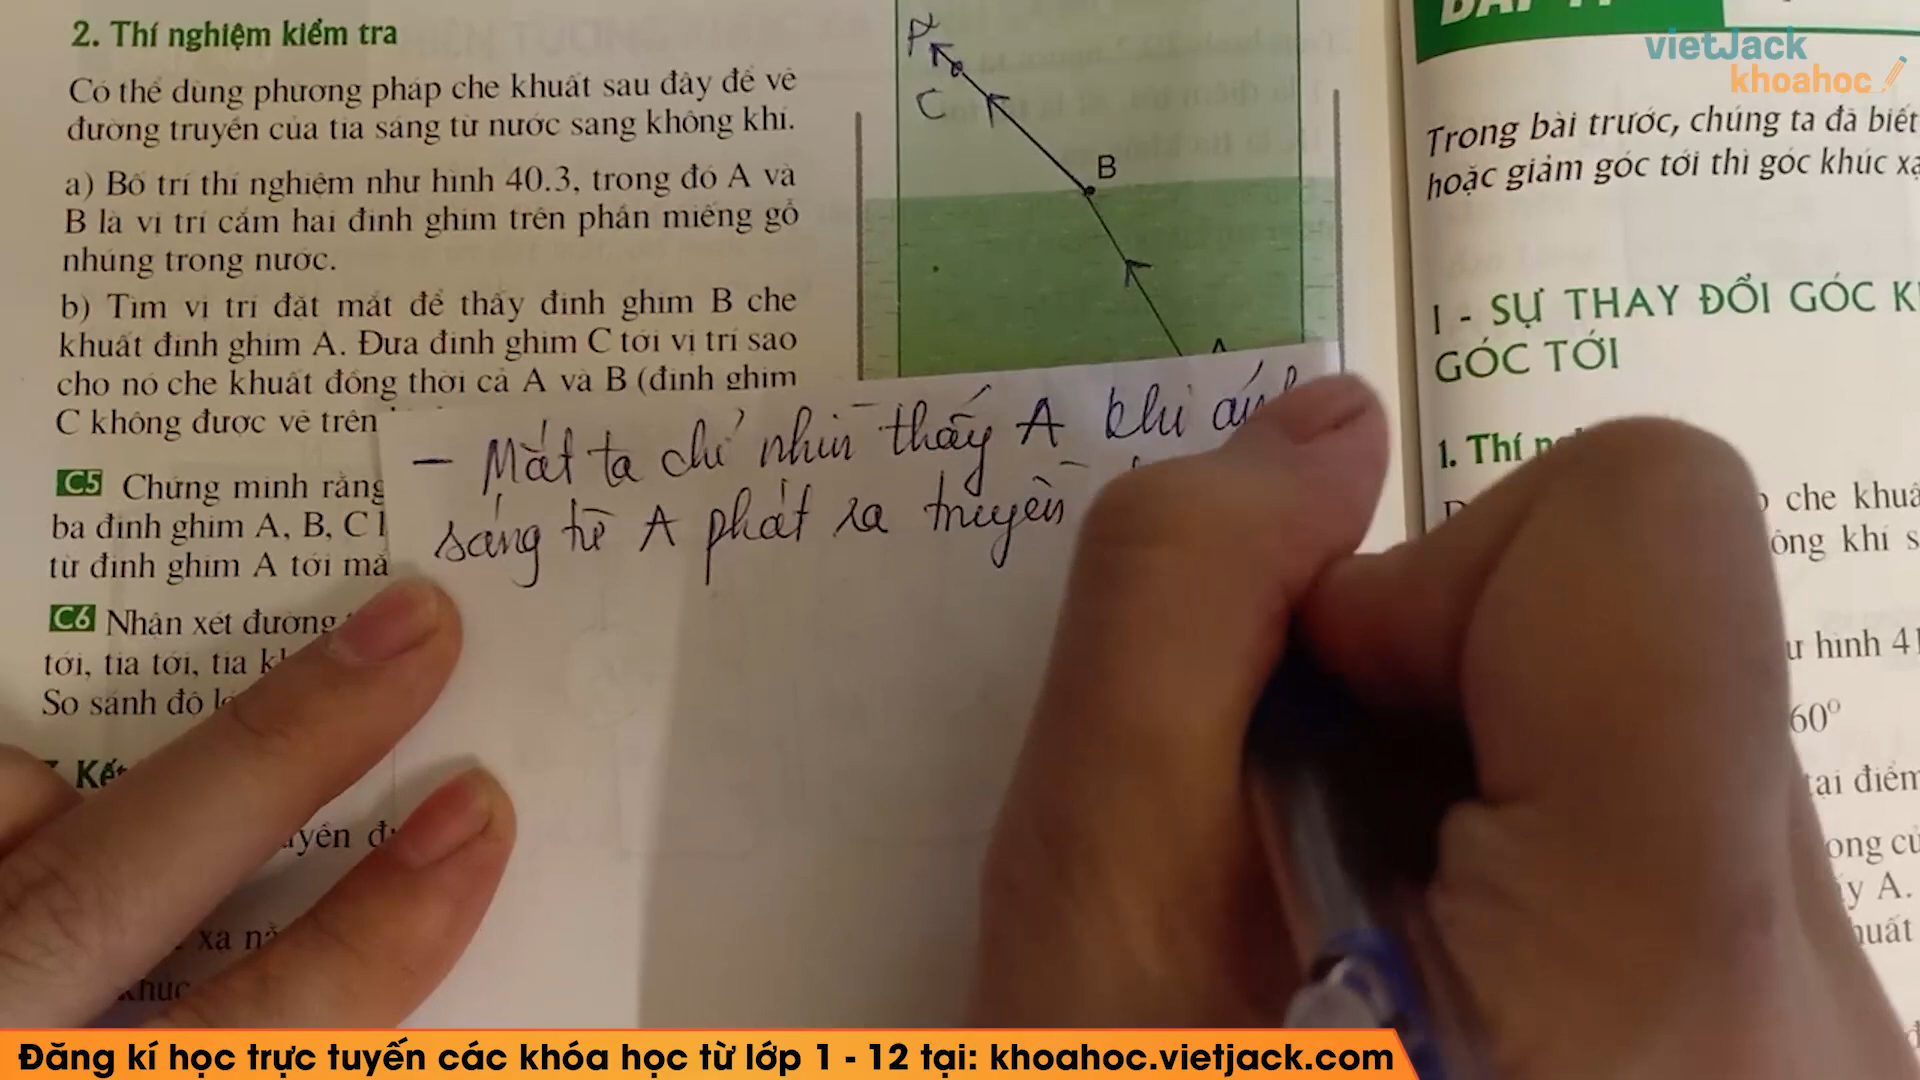 2. Thí nghiệm kiểm tra
Có thể dùng phương pháp che khuất sau đây để vẽ
đường truyền của tia sáng từ nước sang không khí.
a) Bố trí thí nghiệm như hình 40.3, trong đó A và
B là vị trí cắm hai đinh ghim trên phần miếng gỗ
nhúng trong nước.
b) Tìm vị trí đặt mắt để thấy đinh ghim B che
khuất đinh ghim A. Đưa đinh ghim C tới vị trí sao
cho nó che khuất đồng thời cả A và B (đinh ghim
C không được vẽ trên
C5 Chứng minh rằng
ba đinh ghim A, B, C
từ đinh ghim A tới mắ
C6 Nhận xét đường
tới, tia tới, tia
So sánh độ
Kết
xạ
C
B
A
- Mắt ta chỉ nhìn thấy A khi
sáng từ A phát ra truyền
BÀI
vietJack
khoahoc
Trong bài trước, chúng ta đã biết
hoặc giảm góc tới thì góc khúc xạ
I - SỰ THAY ĐỔI GÓC
GÓC TỚI
1. Thí
che
ông khí
hình 41
60°
tại điểm
A.
Đăng kí học trực tuyến các khóa học từ lớp 1 - 12 tại: khoahoc.vietjack.com